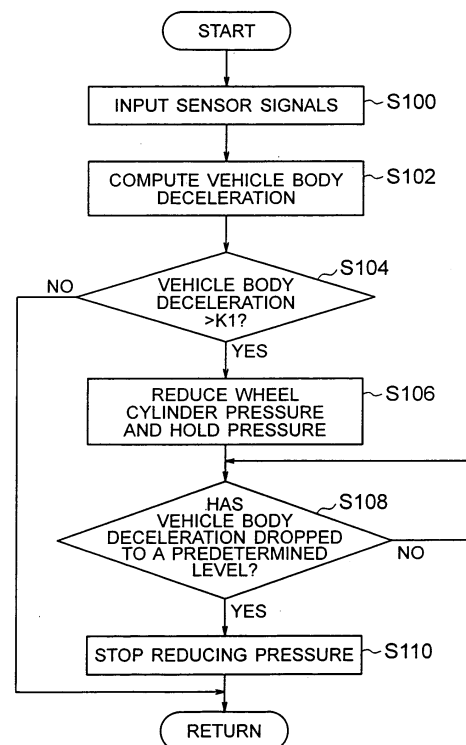 START
INPUT SENSOR SIGNALS
S100
COMPUTE VEHICLE BODY
DECELERATION
S102
S104
VEHICLE BODY
DECELERATION
>K1?
NO
YES
REDUCE WHEEL
CYLINDER PRESSURE
AND HOLD PRESSURE
S106
S108
HAS
VEHICLE BODY
DECELERATION DROPPED
TO A PREDETERMINED
LEVEL?
NO
YES
STOP REDUCING PRESSURE
S110
RETURN